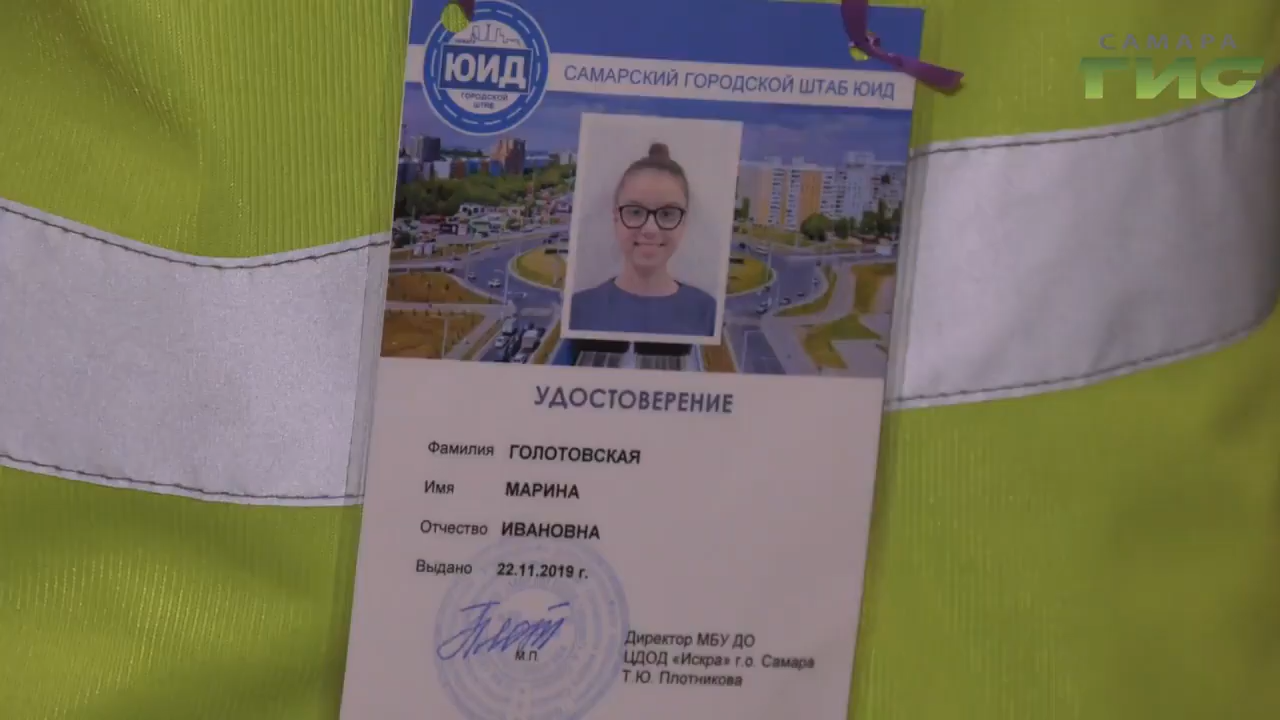 САМАРА
ГИС
ЮИД
ГОРОДСКОЙ
ШТАБ
САМАРСКИЙ ГОРОДСКОЙ ШТАБ ЮИД
УДОСТОВЕРЕНИЕ
Фамилия ГОЛОТОВСКАЯ
Имя МАРИНА
Отчество ИВАНОВНА
Выдано 22.11.2019 г.
М.П.
Директор МБУ ДО
ЦДОД «Искра» г.о. Самара
Т.Ю. Плотникова